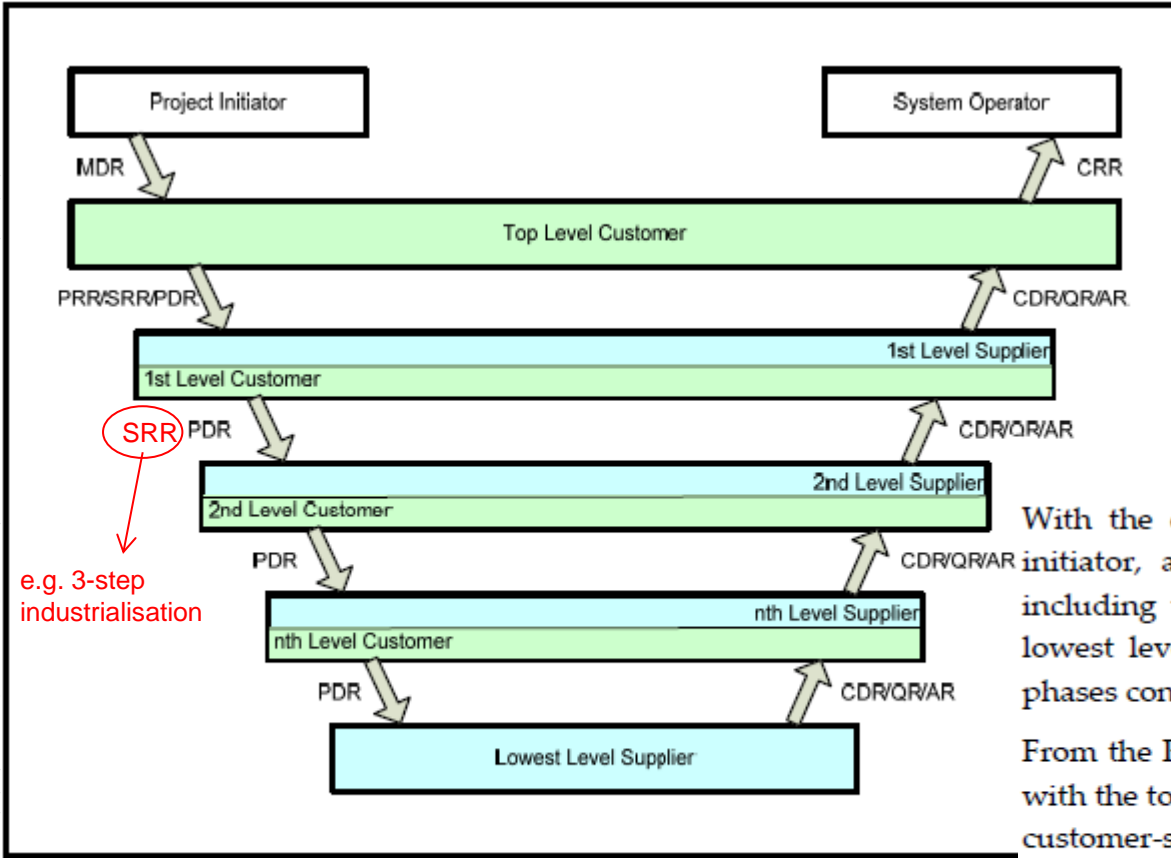 Project Initiator
System Operator
MDR
CRR
Top Level Customer
PRR/SRR/PDR
CDR/QR/AR
1st Level Supplier
1st Level Customer
SRR PDR
CDR/QR/AR
2nd Level Supplier
2nd Level Customer
With the
PDR
CDR/QR/AR
initiator,
e.g. 3-step
industrialisation
nth Level Supplier
including
nth Level Customer
lowest
PDR
CDR/QR/AR
phases
Lowest Level Supplier
From the
with the
customer-